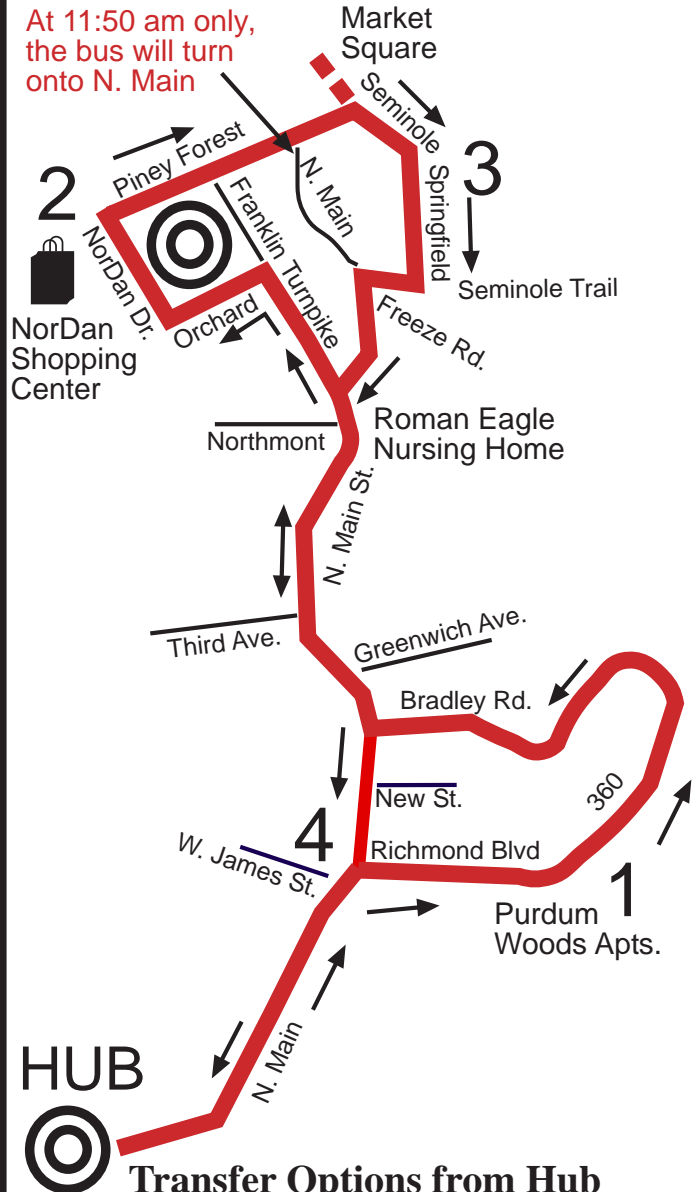 At 11:50 am only,
the bus will turn
onto N. Main
Market
Square
Seminole
3
Piney Forest
2
N. Main
Springfield
Franklin Turnpike
NorDan Dr.
Seminole Trail
Orchard
NorDan
Shopping
Center
Freeze Rd.
Roman Eagle
Nursing Home
Northmont
N. Main St.
Third Ave.
Greenwich Ave.
Bradley Rd.
360
New St.
4
W. James St.
Richmond Blvd
1
Purdum
Woods Apts.
N. Main
HUB
Transfer Options from Hub